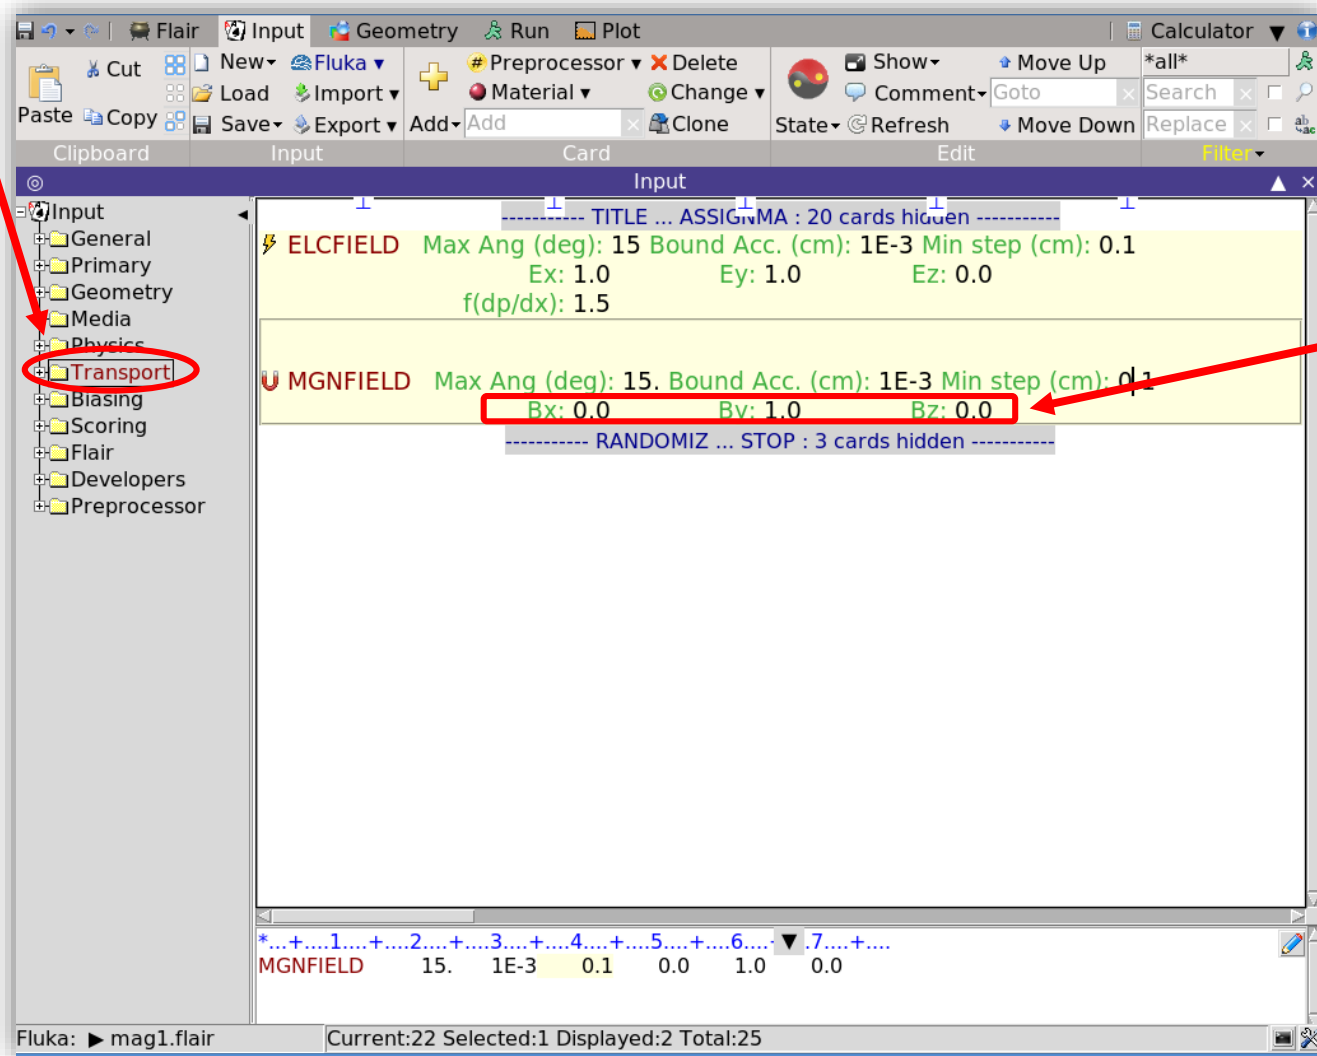 Flair Input Geometry Run Plot Calculator
Cut New Fluka Preprocessor Delete Show Move Up *all*
Load Import Material Change Comment Goto Search
Paste Copy Save Export Add Add Clone State Refresh Move Down Replace
Clipboard Input Card Edit Filter
Input
Input
General
Primary
Geometry
Media
Physics
Transport
Biasing
Scoring
Flair
Developers
Preprocessor
----------- TITLE ... ASSIGNMA : 20 cards hidden -----------
ELCFIELD Max Ang (deg): 15 Bound Acc. (cm): 1E-3 Min step (cm): 0.1
Ex: 1.0 Ey: 1.0 Ez: 0.0
f(dp/dx): 1.5
MGNFIELD Max Ang (deg): 15. Bound Acc. (cm): 1E-3 Min step (cm): 0.1
Bx: 0.0 By: 1.0 Bz: 0.0
----------- RANDOMIZ ... STOP : 3 cards hidden -----------
*...+....1....+....2....+....3....+....4....+....5....+....6....+....7....+....
MGNFIELD 15. 1E-3 0.1 0.0 1.0 0.0
Fluka: ▶ mag1.flair Current:22 Selected:1 Displayed:2 Total:25